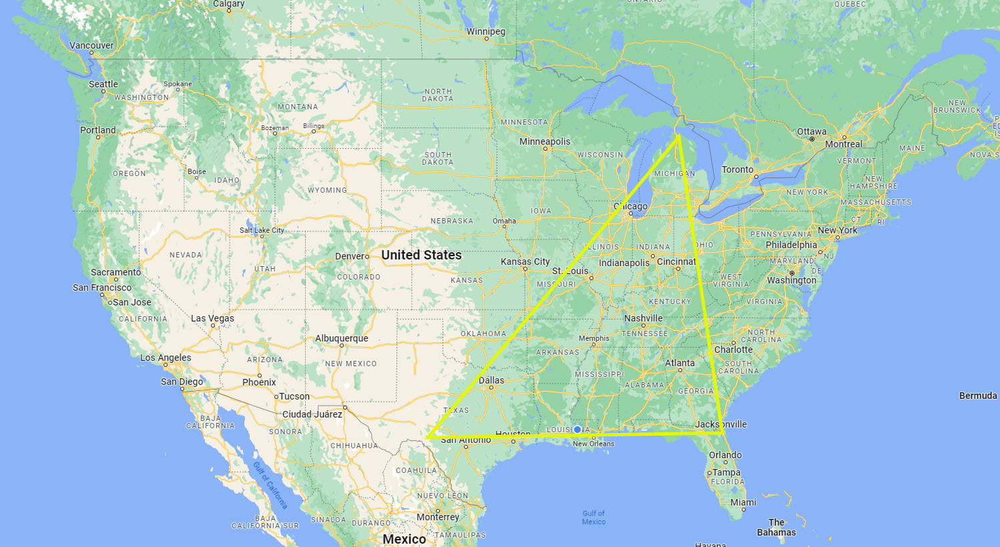 Calgary
ONTARIO
QUEBEC
Winnipeg
Vancouver
Seattle
Spokane
WASHINGTON
NORTH
DAKOTA
MONTANA
NEW
BRUNSWICK
Portland
Bozeman
Billings
MINNESOTA
Ottawa
Minneapolis
Montreal
MAINE
WISCONSIN
NOVA S
SOUTH
DAKOTA
VERMONT
OREGON
Boise
IDAHO
MICHIGAN
Toronto
NEW
HAMPSHIRE
WYOMING
NEW YORK
MASSACHUSETTS
Chicago
IOWA
NEBRASKA
Omaha
CT
RI
Salt Lake City
New York
PENNSYLVANIA
Philadelphia
NEVADA
Denver
United States
ILLINOIS
INDIANA
OHIO
NJ
Kansas City
Indianapolis
Cincinnat
MARYLAND
UTAH
Sacramento
COLORADO
KANSAS
St. Louis
MISSOURI
WEST
VIRGINIA
DE
Washington
San Francisco
San Jose
KENTUCKY
VIRGINIA
CALIFORNIA
Las Vegas
Nashville
Albuquerque
OKLAHOMA
TENNESSEE
NORTH
CAROLINA
Memphis
Los Angeles
ARIZONA
NEW MEXICO
ARKANSAS
Charlotte
Atlanta
SOUTH
CAROLINA
San Diego
Phoenix
Dallas
MISSISSIPPI
ALABAMA
GEORGIA
Tucson
Bermuda
Ciudad Juárez
TEXAS
BAJA
CALIFORNIA
SONORA
Jacksonville
LOUISIANA
Houston
San Antonio
New Orleans
CHIHUAHUA
Orlando
COAHUILA
Tampa
FLORIDA
Gulf of California
NUEVO LEON
Miami
Monterrey
Gulf of
Mexico
BAJA
CALIFORNIA SUR
SINALOA
DURANGO
The
Bahamas
Mexico
TAMAULIPAS
Havana